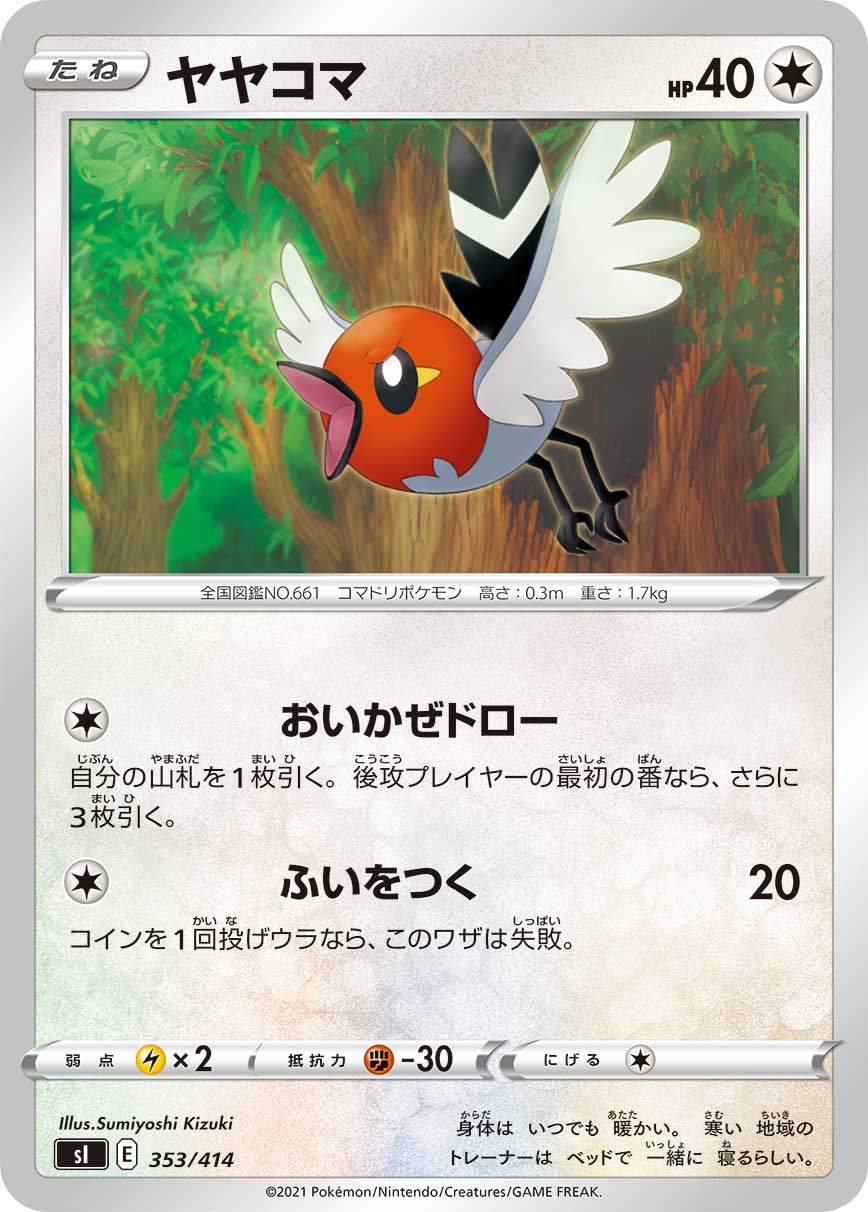 たね ヤヤコマ HP40
全国図鑑NO.661 コマドリポケモン 高さ:0.3m 重さ:1.7kg
おいかぜドロー
自分の山札を1枚引く。後攻プレイヤーの最初の番なら、さらに
3枚引く。
ふいをつく 20
コインを1回投げウラなら、このワザは失敗。
弱点 ×2 抵抗力 -30 にげる
Illus.Sumiyoshi Kizuki
sI E 353/414
身体は いつでも 暖かい。 寒い 地域の
トレーナーは ベッドで 一緒に 寝るらしい。
©2021 Pokémon/Nintendo/Creatures/GAME FREAK.